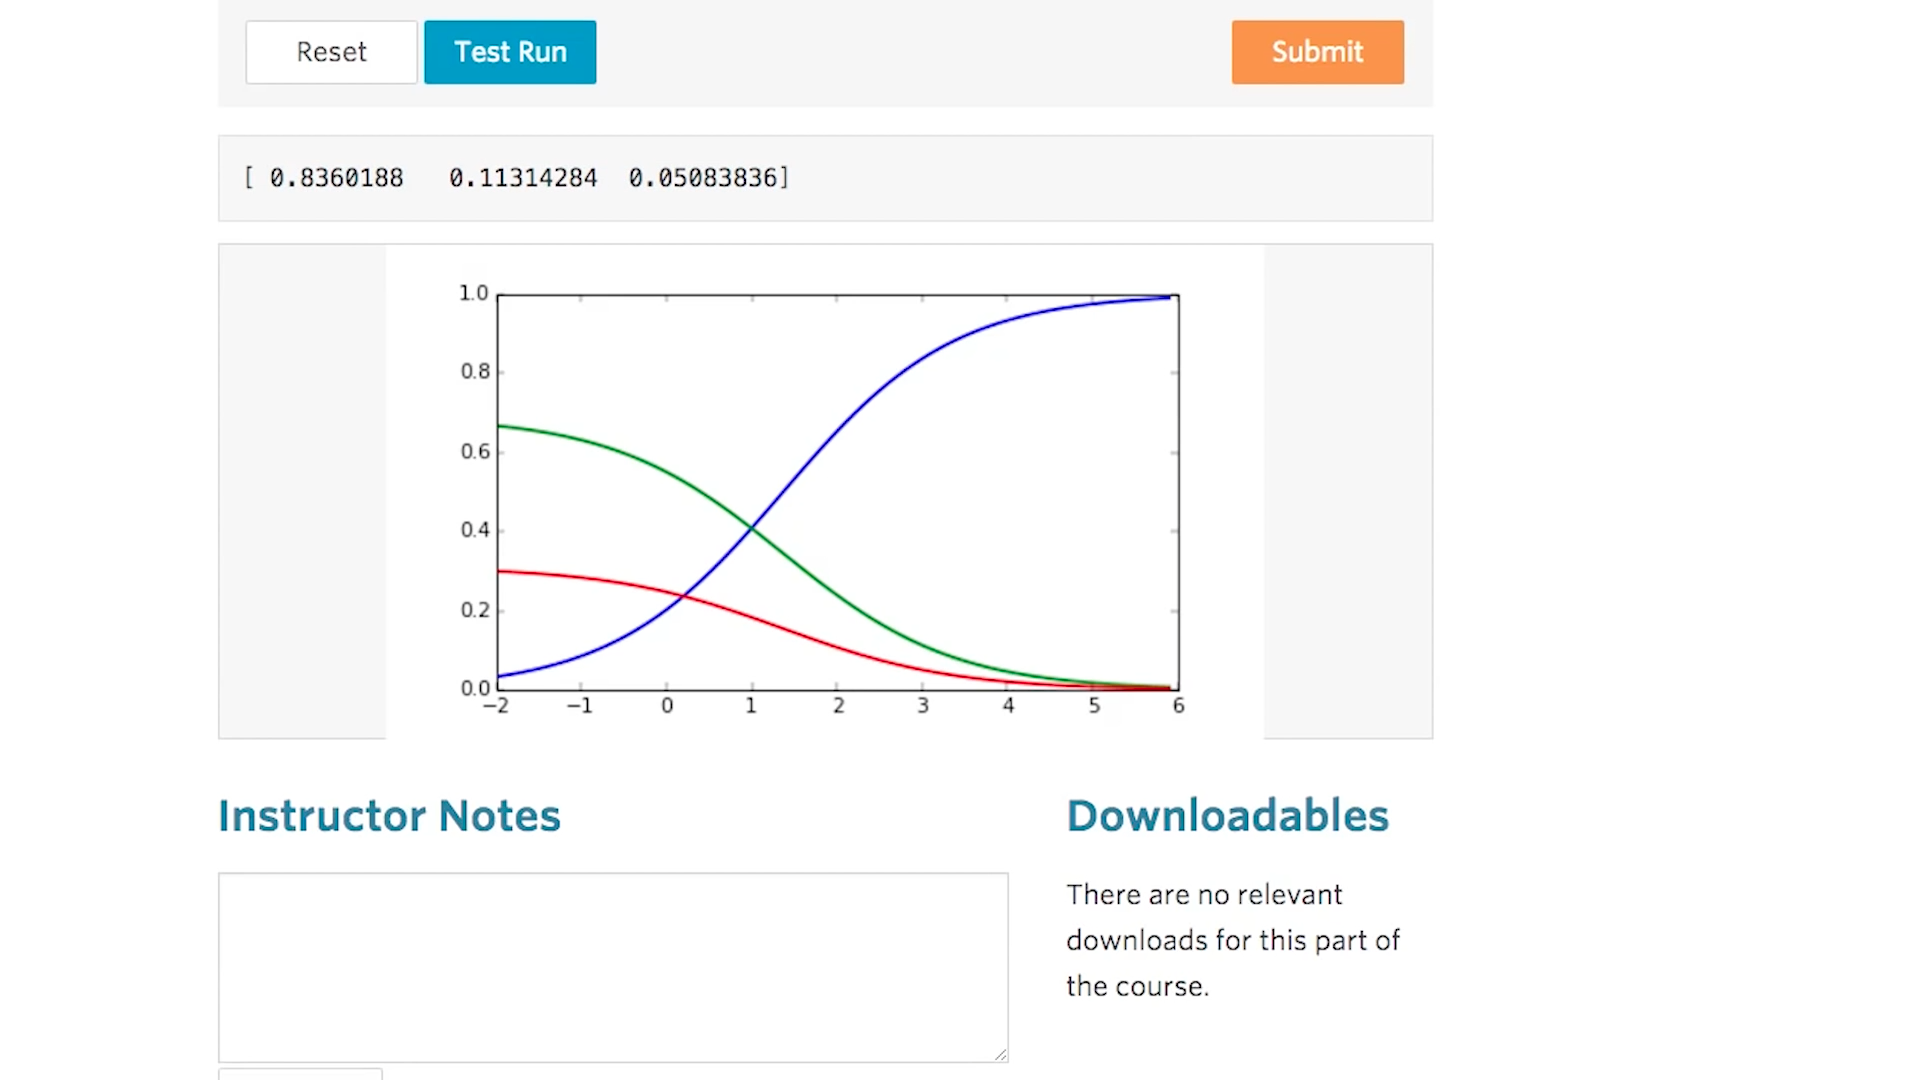 Reset Test Run Submit
[ 0.8360188 0.11314284 0.05083836]
1.0
0.8
0.6
0.4
0.2
0.0
−2 −1 0 1 2 3 4 5 6
Instructor Notes
Downloadables
There are no relevant
downloads for this part of
the course.